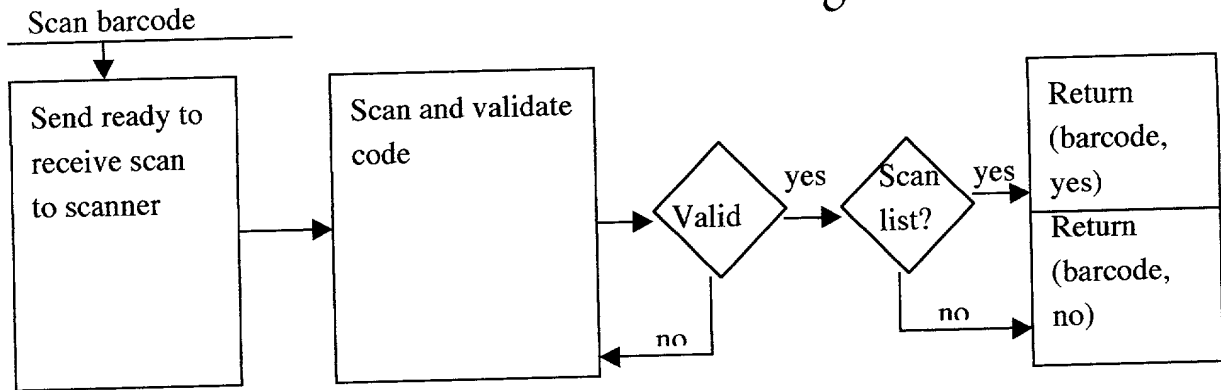 Scan barcode
Send ready to
receive scan
to scanner
Scan and validate
code
no
Valid
yes
Scan
list?
yes
no
Return
(barcode,
yes)
Return
(barcode,
no)